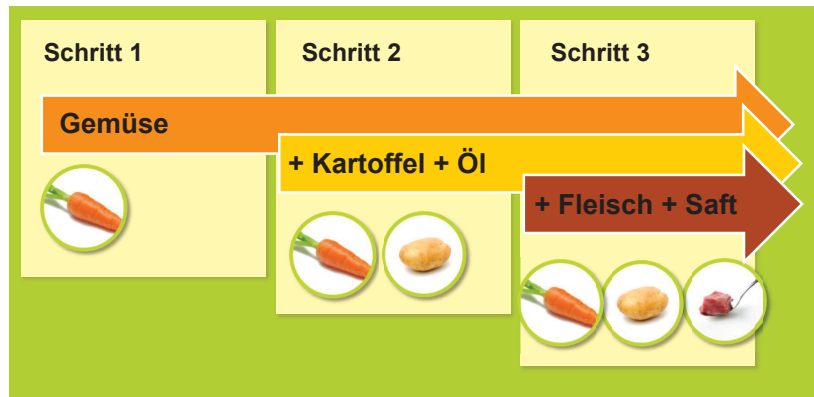 Schritt 1
Schritt 2
Schritt 3
Gemüse
+ Kartoffel + Öl
+ Fleisch + Saft